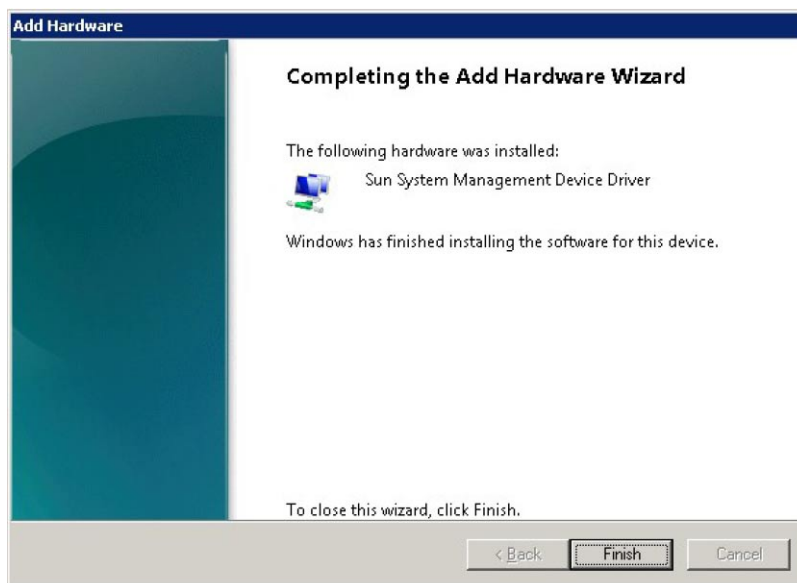 Add Hardware
Completing the Add Hardware Wizard
The following hardware was installed:
Sun System Management Device Driver
Windows has finished installing the software for this device.
To close this wizard, click Finish.
< Back
Finish
Cancel